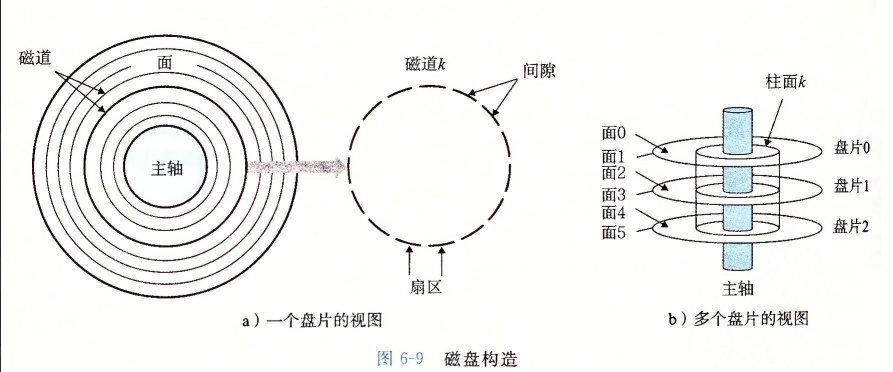 磁道
面
主轴
磁道k
间隙
扇区
a）一个盘片的视图
柱面k
面0
面1
面2
面3
面4
面5
盘片0
盘片1
盘片2
主轴
b）多个盘片的视图
图 6-9 磁盘构造